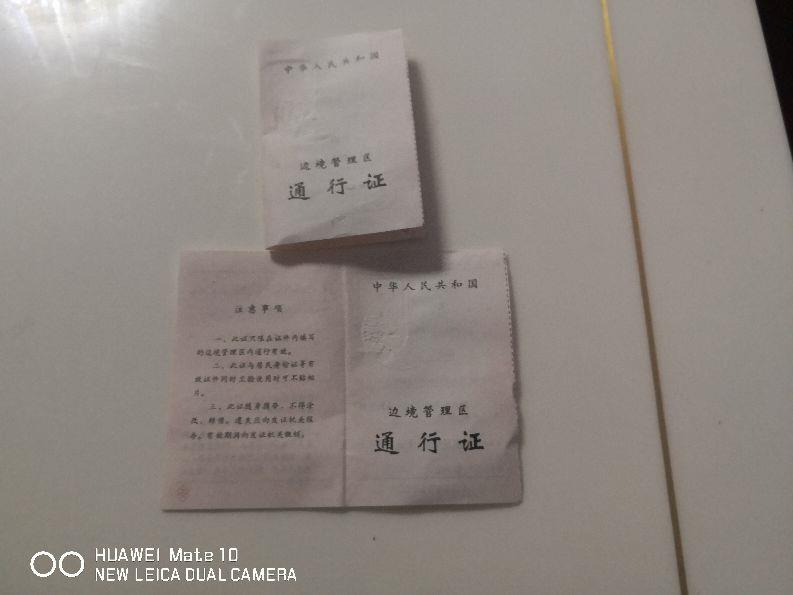 中华人民共和国
边境管理区
通行证
注意事项
一、此证只限在证件内填写
的边境管理区内通行有效。
二、此证与居民身份证等有
效证件同时交验使用时可不贴相
片。
三、此证随身携带，不得涂
改、转借。遗失应向发证机关报
告。有效期满向发证机关缴销。
中华人民共和国
边境管理区
通行证
HUAWEI Mate 10
NEW LEICA DUAL CAMERA